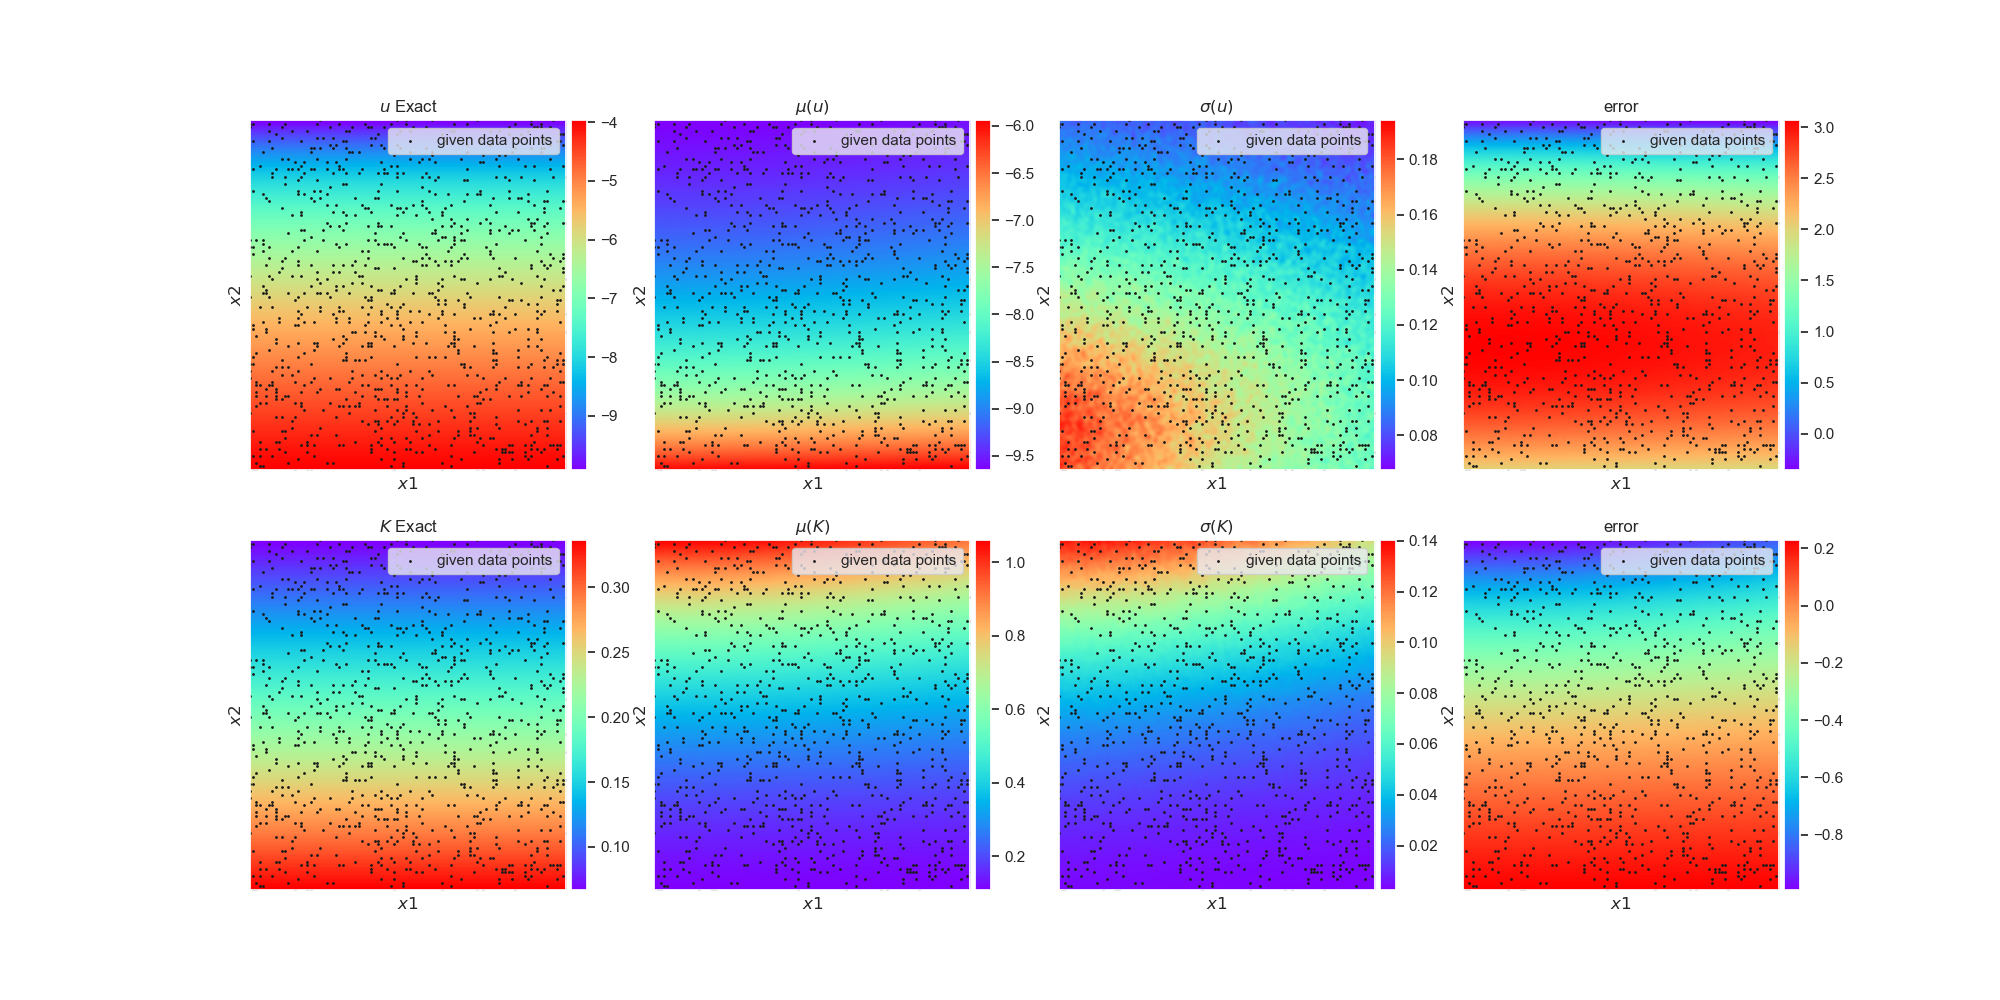 u Exact
given data points
−4
−5
−6
−7
−8
−9
x2
x1
μ(u)
given data points
−6.0
−6.5
−7.0
−7.5
−8.0
−8.5
−9.0
−9.5
x2
x1
σ(u)
given data points
0.18
0.16
0.14
0.12
0.10
0.08
x2
x1
error
given data points
3.0
2.5
2.0
1.5
1.0
0.5
0.0
x2
x1
K Exact
given data points
0.30
0.25
0.20
0.15
0.10
x2
x1
μ(K)
given data points
1.0
0.8
0.6
0.4
0.2
x2
x1
σ(K)
given data points
0.14
0.12
0.10
0.08
0.06
0.04
0.02
x2
x1
error
given data points
0.2
0.0
−0.2
−0.4
−0.6
−0.8
x2
x1